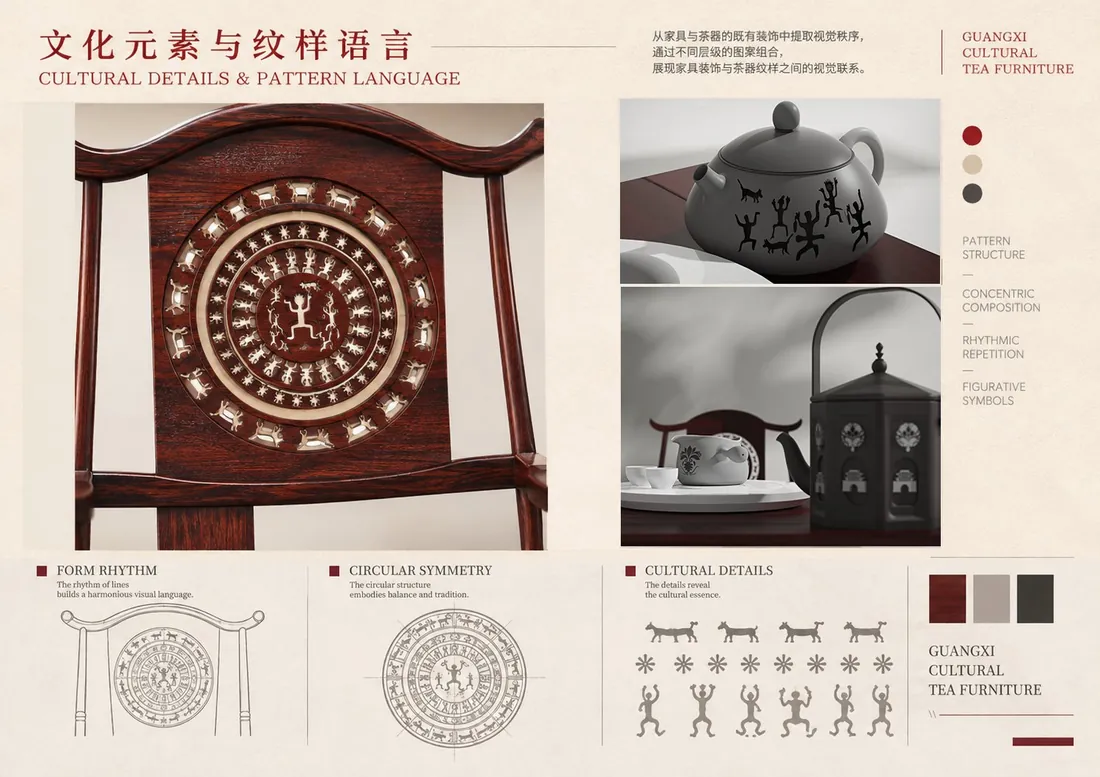 文化元素与纹样语言
CULTURAL DETAILS & PATTERN LANGUAGE
从家具与茶器的既有装饰中提取视觉秩序，
通过不同层级的图案组合，
展现家具装饰与茶器纹样之间的视觉联系。
GUANGXI
CULTURAL
TEA FURNITURE
PATTERN
STRUCTURE
CONCENTRIC
COMPOSITION
RHYTHMIC
REPETITION
FIGURATIVE
SYMBOLS
FORM RHYTHM
The rhythm of lines
builds a harmonious visual language.
CIRCULAR SYMMETRY
The circular structure
embodies balance and tradition.
CULTURAL DETAILS
The details reveal
the cultural essence.
GUANGXI
CULTURAL
TEA FURNITURE